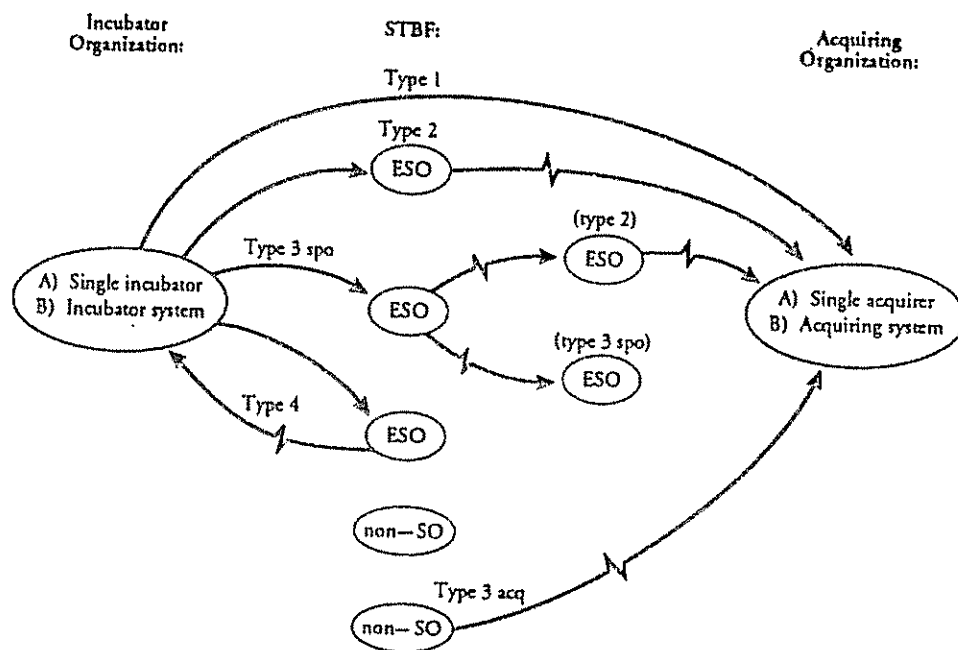 Incubator
Organization:
STBF:
Acquiring
Organization:
Type 1
Type 2
ESO
(type 2)
ESO
Type 3 spo
A) Single incubator
B) Incubator system
ESO
A) Single acquirer
B) Acquiring system
(type 3 spo)
ESO
Type 4
ESO
non—SO
Type 3 acq
non—SO